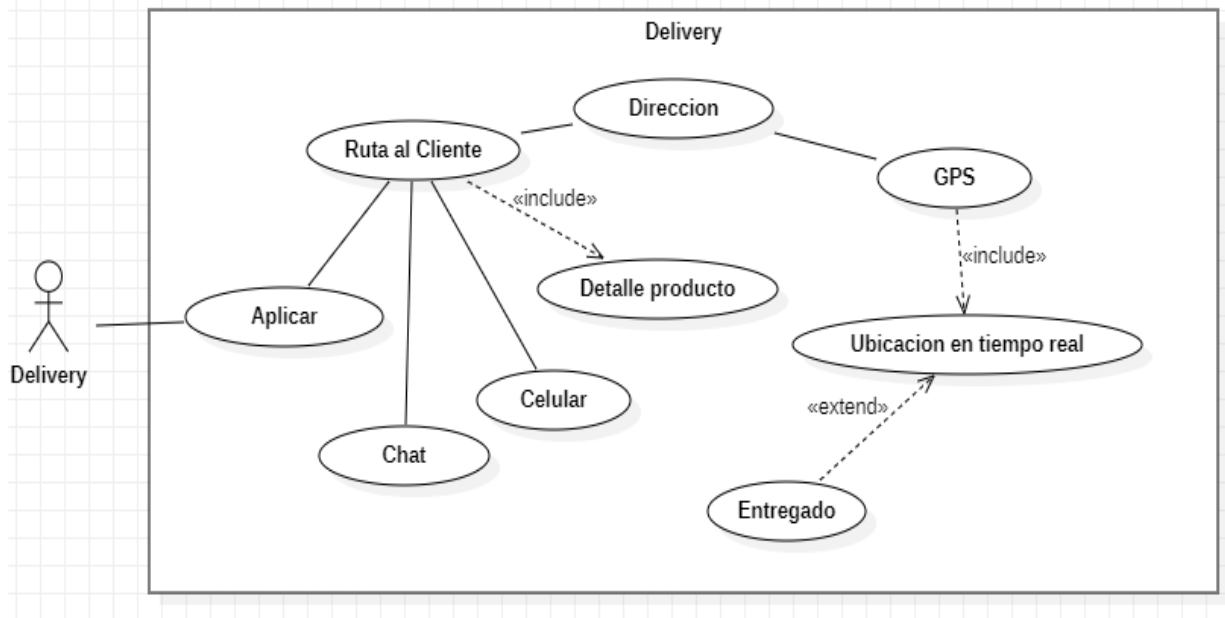 Delivery
Direccion
Ruta al Cliente
GPS
«include»
«include»
Detalle producto
Aplicar
Ubicacion en tiempo real
Delivery
Celular
«extend»
Chat
Entregado